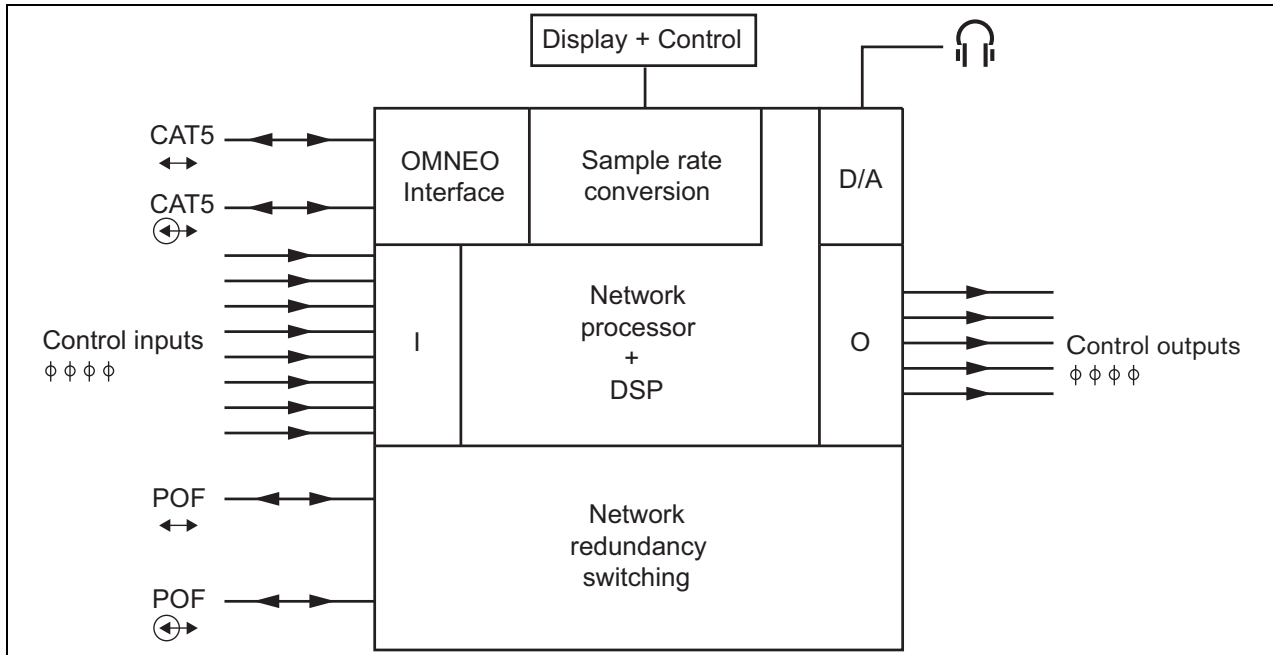 Display + Control
CAT5
CAT5
OMNEO
Interface
Sample rate
conversion
D/A
Control inputs
ϕ ϕ ϕ ϕ
I
Network
processor
+
DSP
O
Control outputs
ϕ ϕ ϕ ϕ
POF
POF
Network
redundancy
switching